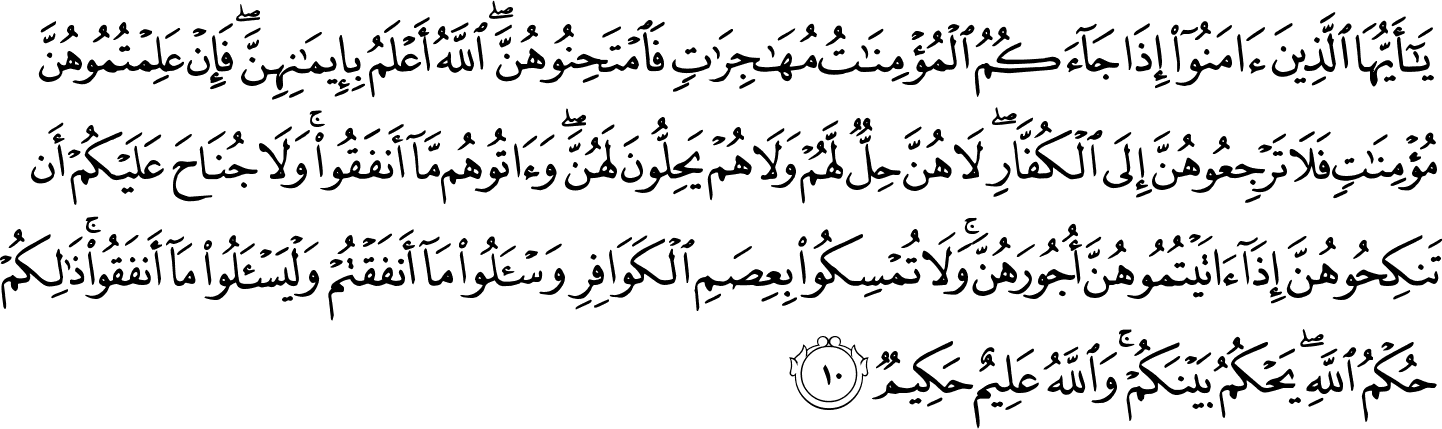 يَـٰٓأَيُّهَا ٱلَّذِينَ ءَامَنُوٓا۟ إِذَا جَآءَكُمُ ٱلْمُؤْمِنَـٰتُ مُهَـٰجِرَٰتٍ فَٱمْتَحِنُوهُنَّ ۖ ٱللَّهُ أَعْلَمُ بِإِيمَـٰنِهِنَّ ۖ فَإِنْ عَلِمْتُمُوهُنَّ
مُؤْمِنَـٰتٍ فَلَا تَرْجِعُوهُنَّ إِلَى ٱلْكُفَّارِ ۖ لَا هُنَّ حِلٌّ لَّهُمْ وَلَا هُمْ يَحِلُّونَ لَهُنَّ ۖ وَءَاتُوهُم مَّآ أَنفَقُوا۟ ۚ وَلَا جُنَاحَ عَلَيْكُمْ أَن
تَنكِحُوهُنَّ إِذَآ ءَاتَيْتُمُوهُنَّ أُجُورَهُنَّ ۚ وَلَا تُمْسِكُوا۟ بِعِصَمِ ٱلْكَوَافِرِ وَسْـَٔلُوا۟ مَآ أَنفَقْتُمْ وَلْيَسْـَٔلُوا۟ مَآ أَنفَقُوا۟ ۚ ذَٰلِكُمْ
حُكْمُ ٱللَّهِ ۖ يَحْكُمُ بَيْنَكُمْ ۚ وَٱللَّهُ عَلِيمٌ حَكِيمٌ ١٠